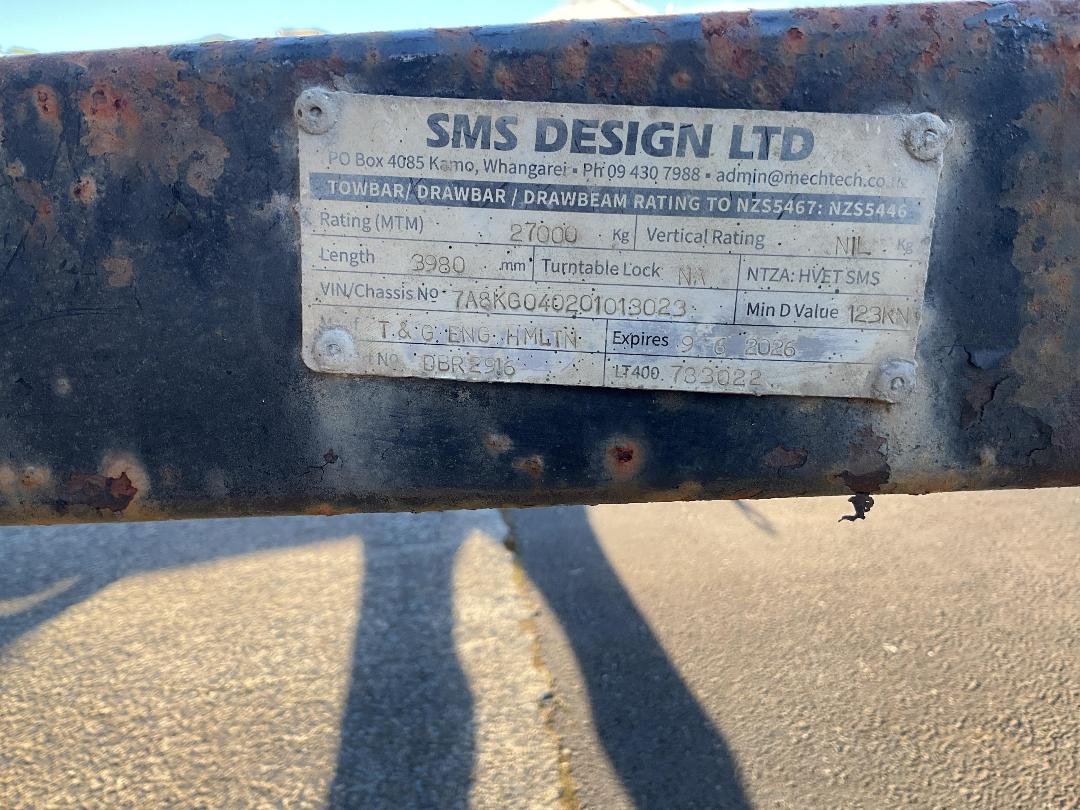 SMS DESIGN LTD
PO Box 4085 Kamo, Whangarei ▪ Ph 09 430 7988 ▪ admin@mechtech.co.nz
TOWBAR/ DRAWBAR / DRAWBEAM RATING TO NZS5467: NZS5446
Rating (MTM) 27000 Kg Vertical Rating NIL Kg
Length 3980 mm Turntable Lock NA NTZA: HVET SMS
VIN/Chassis No 7A8KG040201013023 Min D Value 123KN
T & G ENG HMLTN Expires 9 6 2026
No. DBR2916 LT400 783022